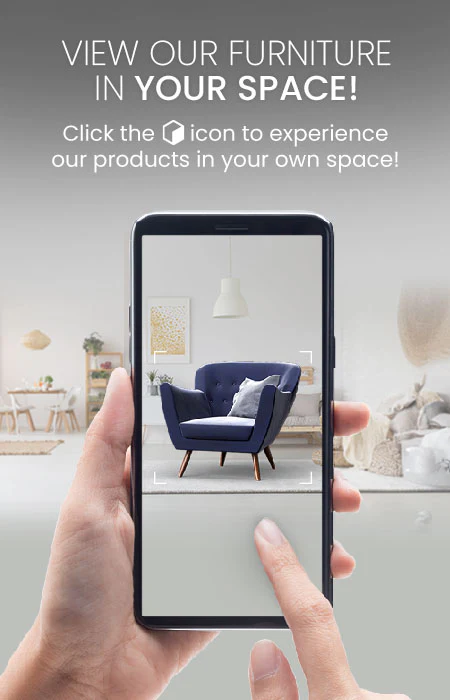 VIEW OUR FURNITURE
IN YOUR SPACE!
Click the icon to experience
our products in your own space!